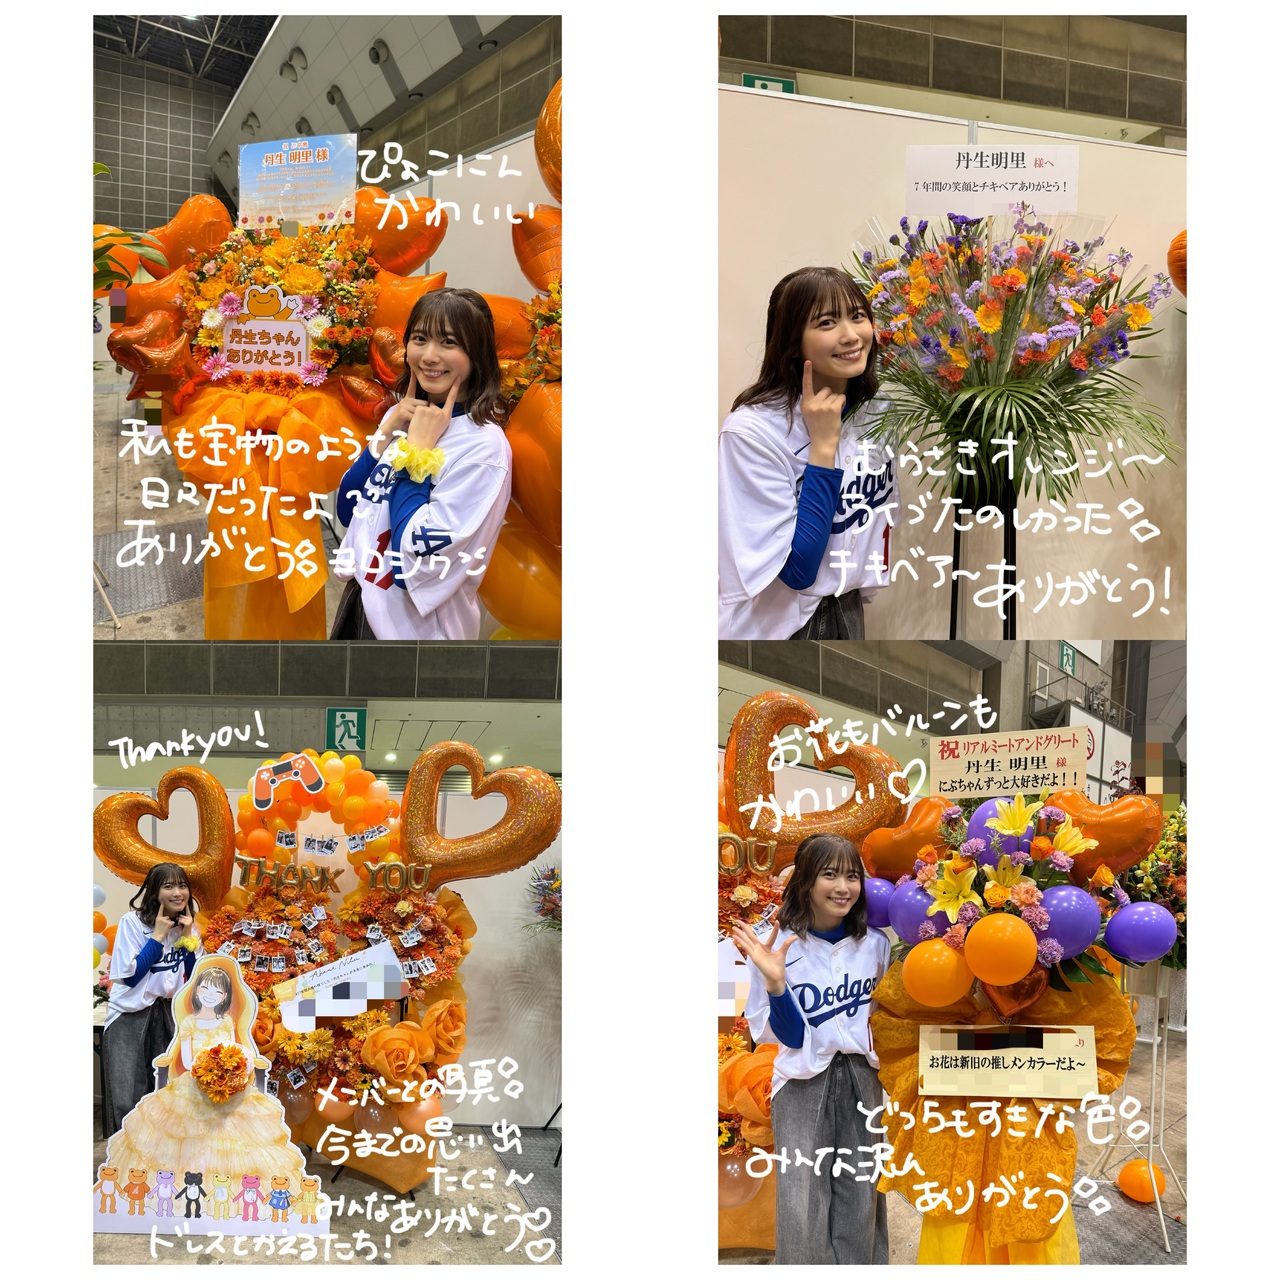 丹生 明里 様
ぴょこにん
かわいい
丹生ちゃん
ありがとう!
私も宝物のような
日々だったよ
ありがとう
ヨロシク
丹生明里 様へ
7年間の笑顔とチキベアありがとう!
Dodgers
むらさきオレンジ〜
うれしたのしかった
チキベア〜ありがとう!
Thankyou!
THANK YOU
メンバーとの写真
今までの思い出
たくさん
みんなありがとう
ドレスとかえるたち!
お花もバルーンも
かわいい♡
祝 リアルミートアンドグリート
丹生 明里 様
にぶちゃんずっと大好きだよ!!
OU
Dodgers
お花は新旧の推しメンカラーだよ〜
どっちもすきな色
みんな
ありがとう